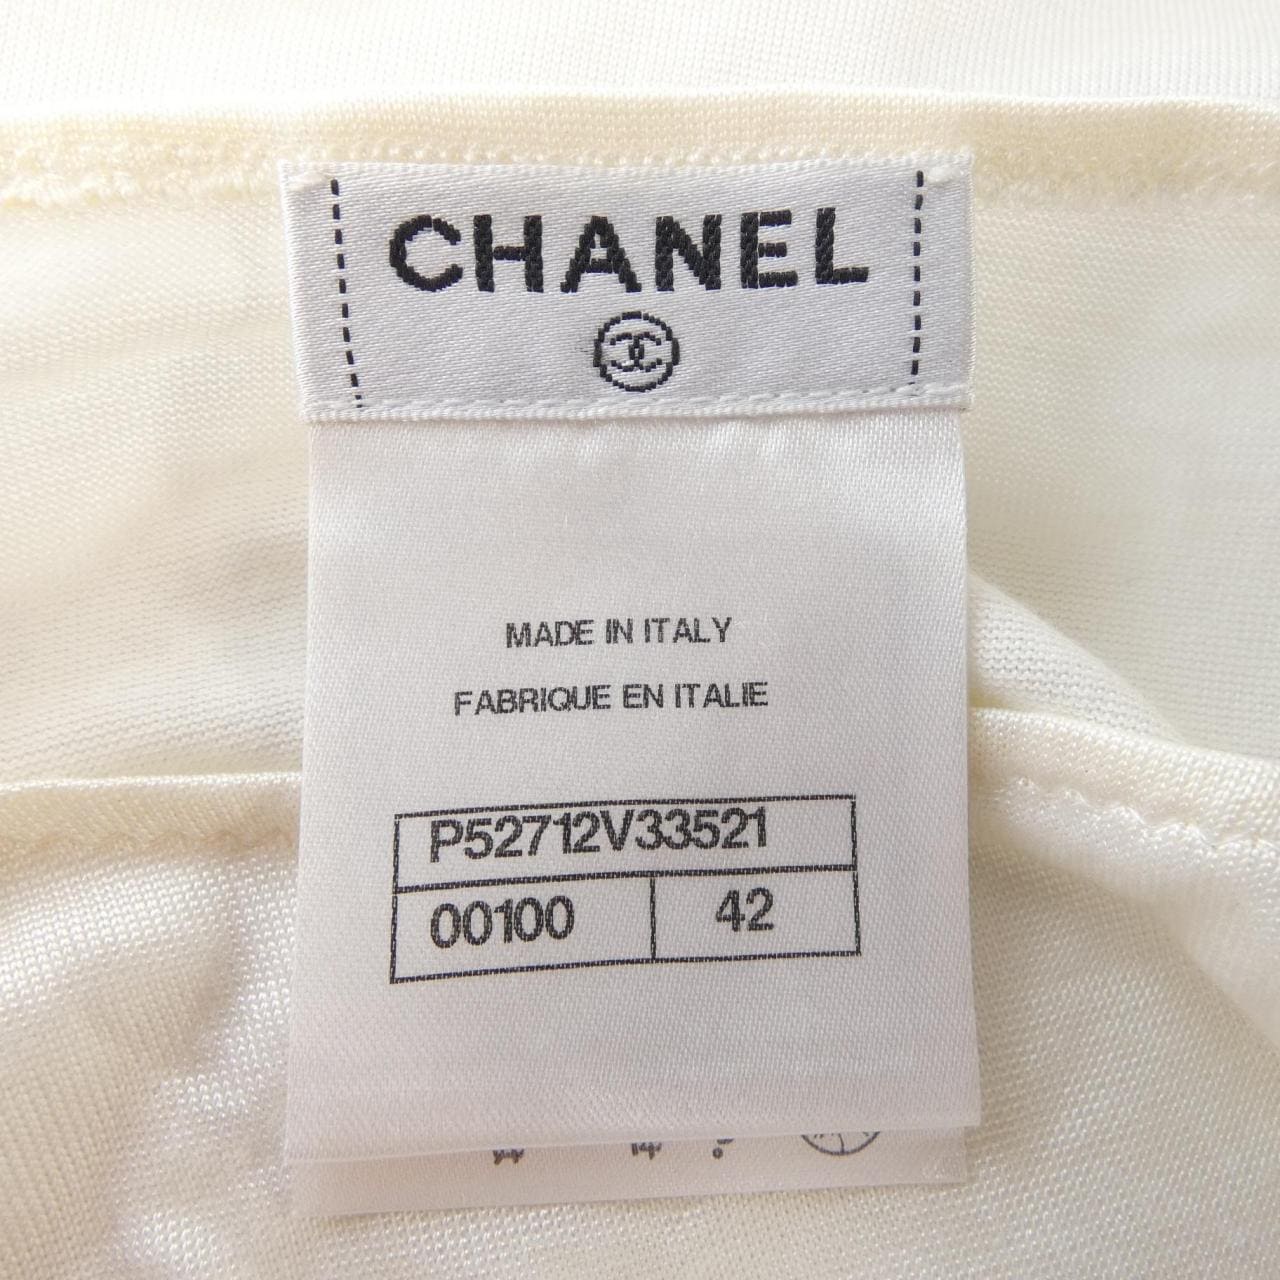 CHANEL
MADE IN ITALY
FABRIQUE EN ITALIE
P52712V33521
00100 42